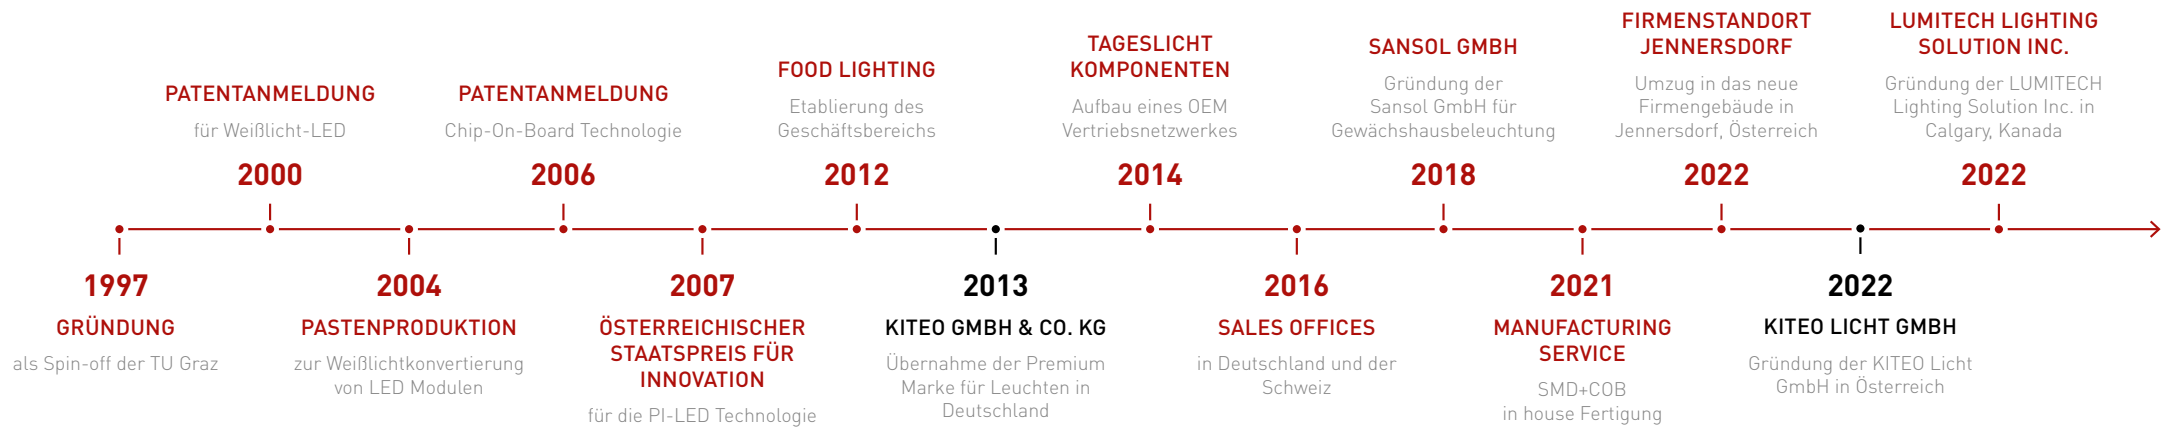 1997
GRÜNDUNG
als Spin-off der TU Graz
PATENTANMELDUNG
für Weißlicht-LED
2000
2004
PASTENPRODUKTION
zur Weißlichtkonvertierung
von LED Modulen
PATENTANMELDUNG
Chip-On-Board Technologie
2006
2007
ÖSTERREICHISCHER
STAATSPREIS FÜR
INNOVATION
für die PI-LED Technologie
FOOD LIGHTING
Etablierung des
Geschäftsbereichs
2012
2013
KITEO GMBH & CO. KG
Übernahme der Premium
Marke für Leuchten in
Deutschland
TAGESLICHT
KOMPONENTEN
Aufbau eines OEM
Vertriebsnetzwerkes
2014
2016
SALES OFFICES
in Deutschland und der
Schweiz
SANSOL GMBH
Gründung der
Sansol GmbH für
Gewächshausbeleuchtung
2018
2021
MANUFACTURING
SERVICE
SMD+COB
in house Fertigung
FIRMENSTANDORT
JENNERSDORF
Umzug in das neue
Firmengebäude in
Jennersdorf, Österreich
2022
2022
KITEO LICHT GMBH
Gründung der KITEO Licht
GmbH in Österreich
LUMITECH LIGHTING
SOLUTION INC.
Gründung der LUMITECH
Lighting Solution Inc. in
Calgary, Kanada
2022